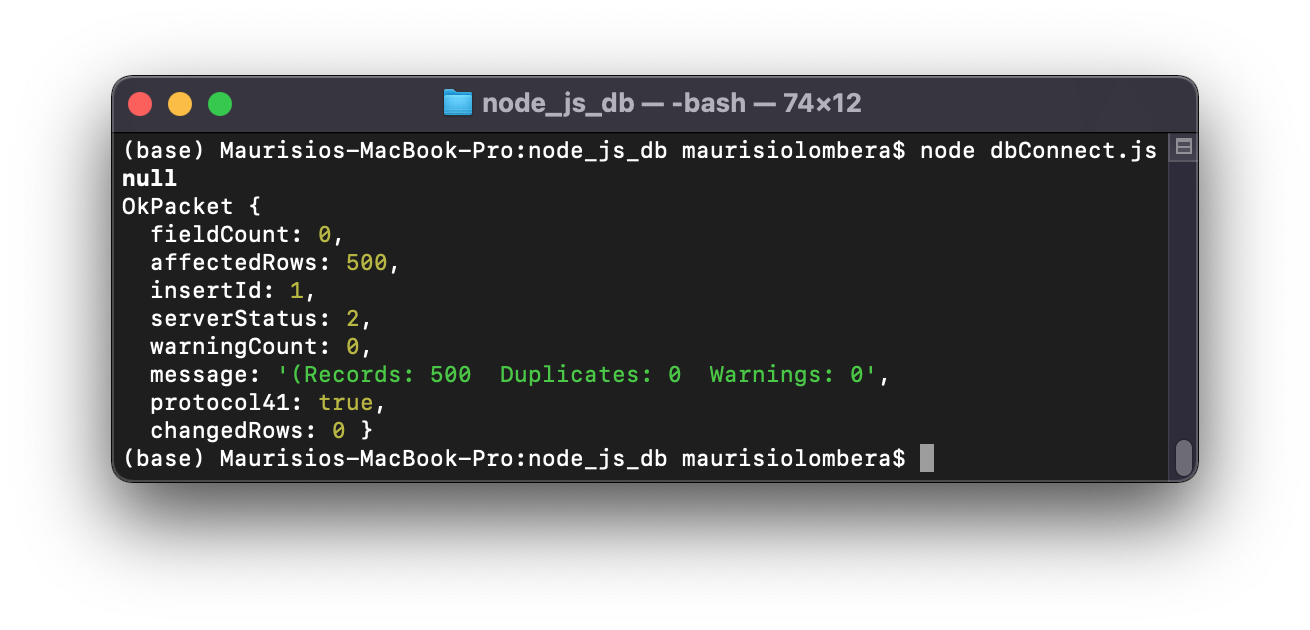 node_js_db — -bash — 74×12
(base) Maurisios-MacBook-Pro:node_js_db maurisiolombera$ node dbConnect.js
null
OkPacket {
  fieldCount: 0,
  affectedRows: 500,
  insertId: 1,
  serverStatus: 2,
  warningCount: 0,
  message: '(Records: 500  Duplicates: 0  Warnings: 0',
  protocol41: true,
  changedRows: 0 }
(base) Maurisios-MacBook-Pro:node_js_db maurisiolombera$